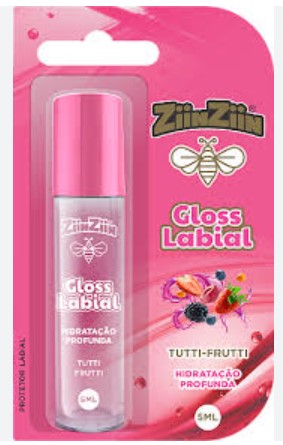 ZiinZiin®
Gloss
Labial
TUTTI-FRUTTI
HIDRATAÇÃO
PROFUNDA
5ML
ZiinZiin
Gloss
Labial
HIDRATAÇÃO
PROFUNDA
TUTTI
FRUTTI
5ML
PROTETOR LABIAL